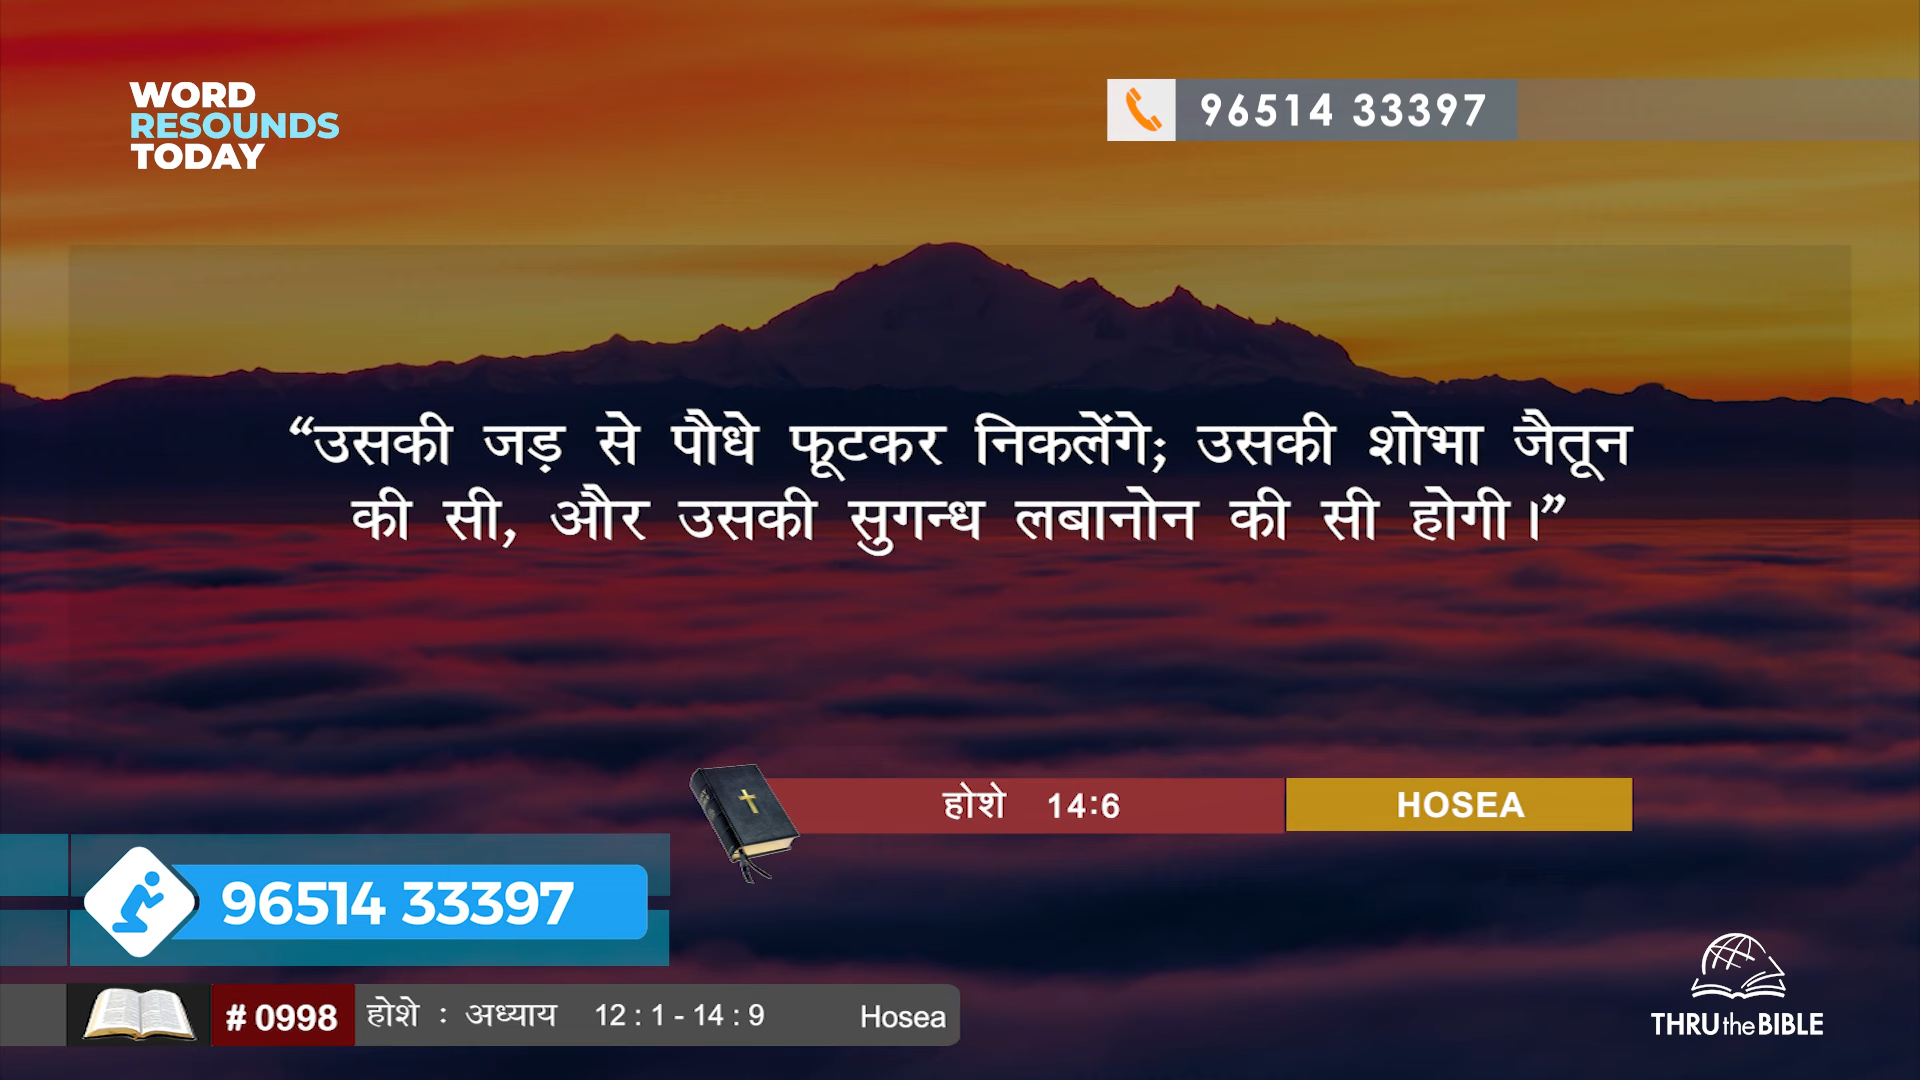 WORD
RESOUNDS
TODAY
96514 33397
“उसकी जड़ से पौधे फूटकर निकलेंगे; उसकी शोभा जैतून
की सी, और उसकी सुगन्ध लबानोन की सी होगी।”
होशे 14:6 HOSEA
96514 33397
# 0998 होशे : अध्याय 12 : 1 - 14 : 9 Hosea
THRU the BIBLE